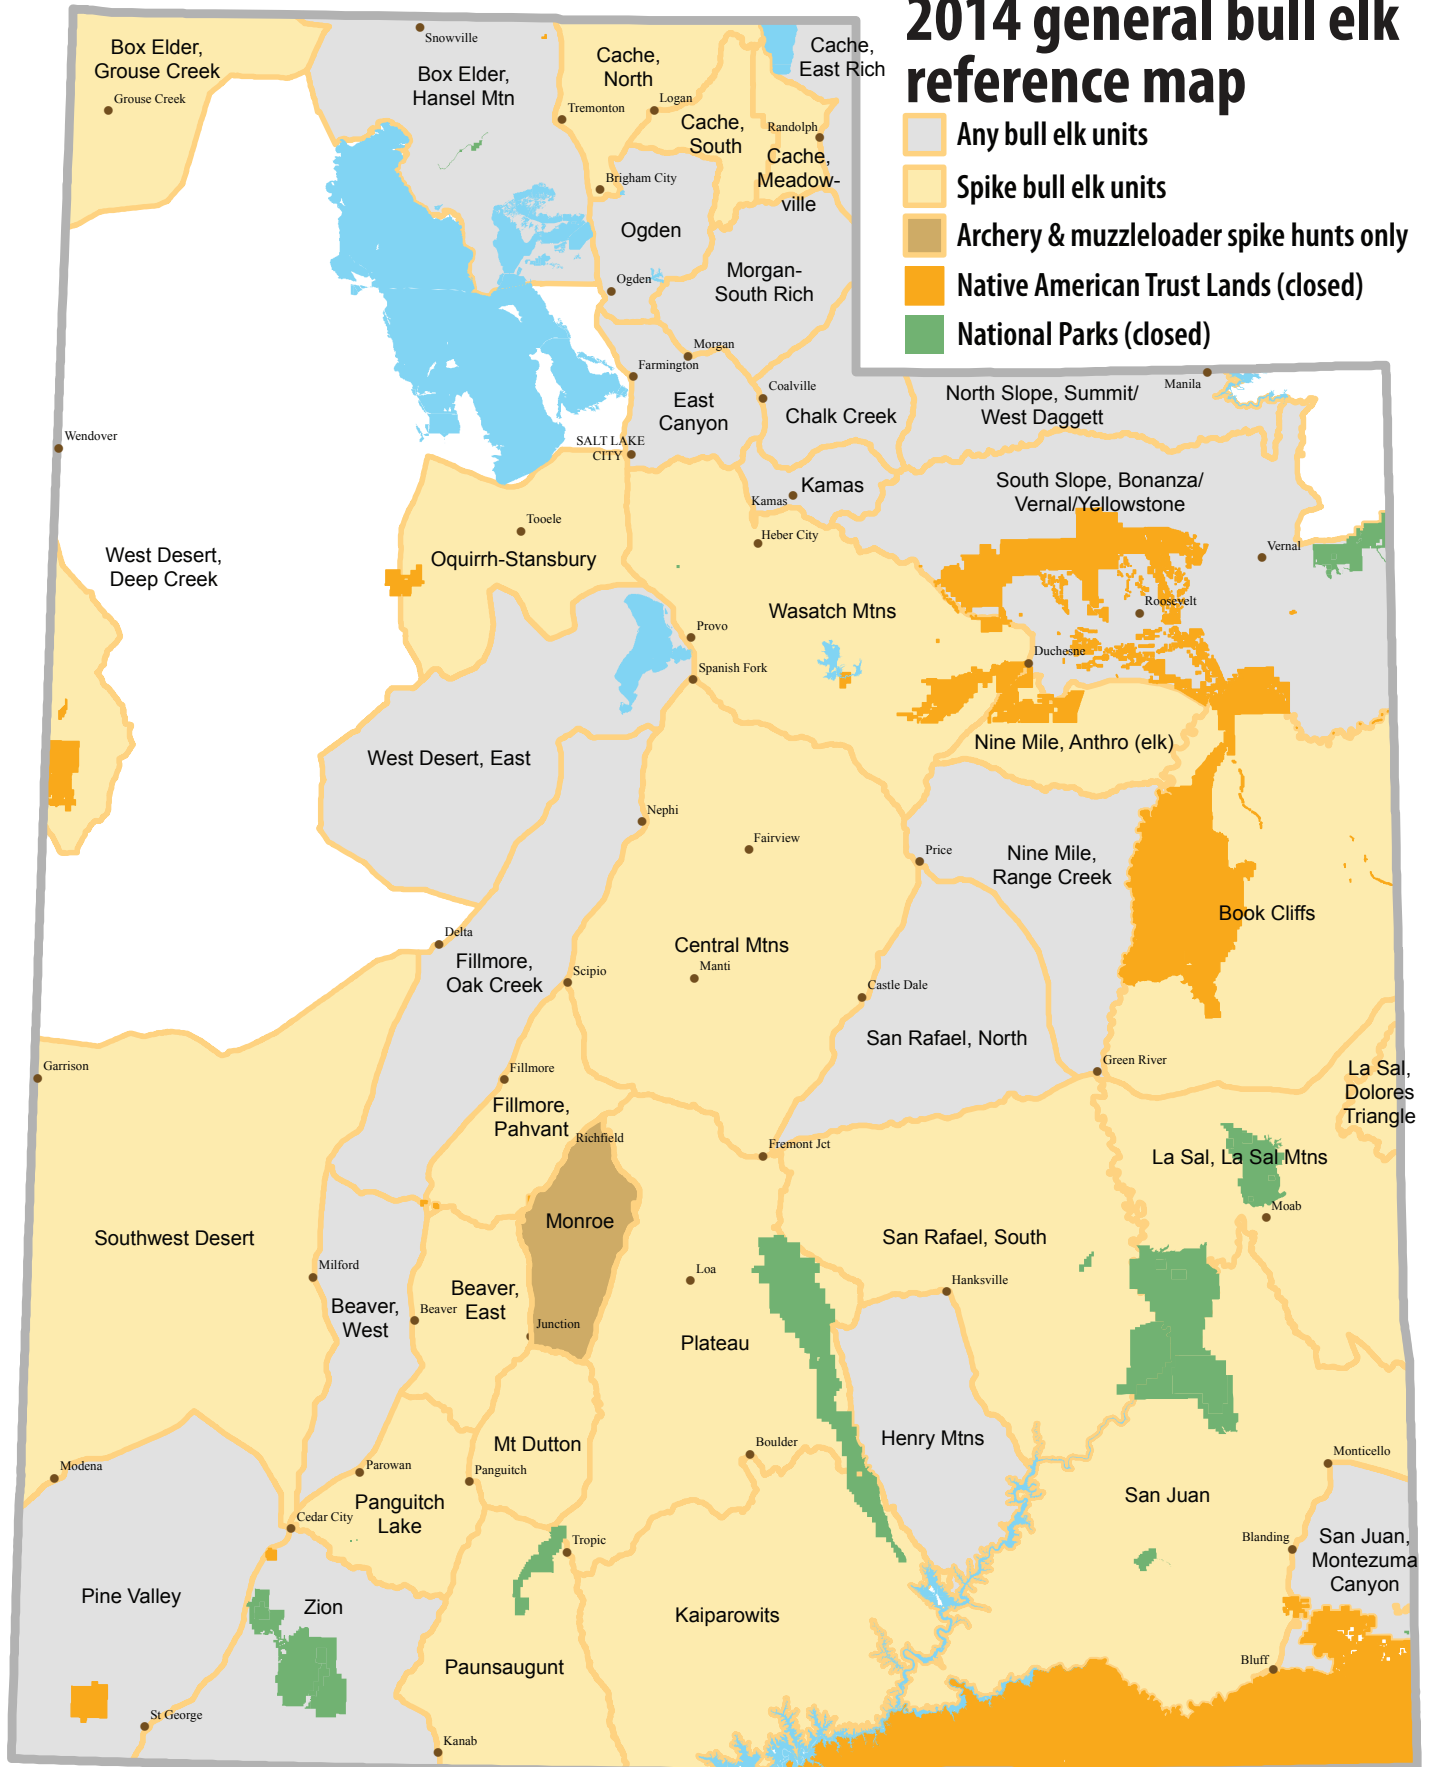 2014 general bull elk
reference map
Any bull elk units
Spike bull elk units
Archery & muzzleloader spike hunts only
Native American Trust Lands (closed)
National Parks (closed)
Box Elder,
Grouse Creek
Grouse Creek
Snowville
Box Elder,
Hansel Mtn
Cache,
North
Tremonton
Logan
Cache,
South
Cache,
East Rich
Randolph
Cache,
Meadow-
ville
Brigham City
Ogden
Ogden
Morgan-
South Rich
Morgan
Farmington
East
Canyon
Coalville
Chalk Creek
North Slope, Summit/
West Daggett
Manila
Wendover
SALT LAKE
CITY
Kamas
Kamas
South Slope, Bonanza/
Vernal/Yellowstone
Tooele
Oquirrh-Stansbury
Heber City
Vernal
West Desert,
Deep Creek
Wasatch Mtns
Roosevelt
Provo
Duchesne
Spanish Fork
West Desert, East
Nine Mile, Anthro (elk)
Nephi
Fairview
Price
Nine Mile,
Range Creek
Book Cliffs
Delta
Fillmore,
Oak Creek
Scipio
Central Mtns
Manti
Castle Dale
San Rafael, North
Garrison
Fillmore
Green River
La Sal,
Dolores
Triangle
Fillmore,
Pahvant
Richfield
Fremont Jct
La Sal, La Sal Mtns
Moab
Southwest Desert
Monroe
San Rafael, South
Milford
Loa
Hanksville
Beaver,
West
Beaver
Beaver,
East
Junction
Plateau
Henry Mtns
Mt Dutton
Boulder
Monticello
Modena
Parowan
Panguitch
Panguitch
Lake
San Juan
Cedar City
Tropic
Blanding
San Juan,
Montezuma
Canyon
Pine Valley
Zion
Kaiparowits
Paunsaugunt
Bluff
St George
Kanab